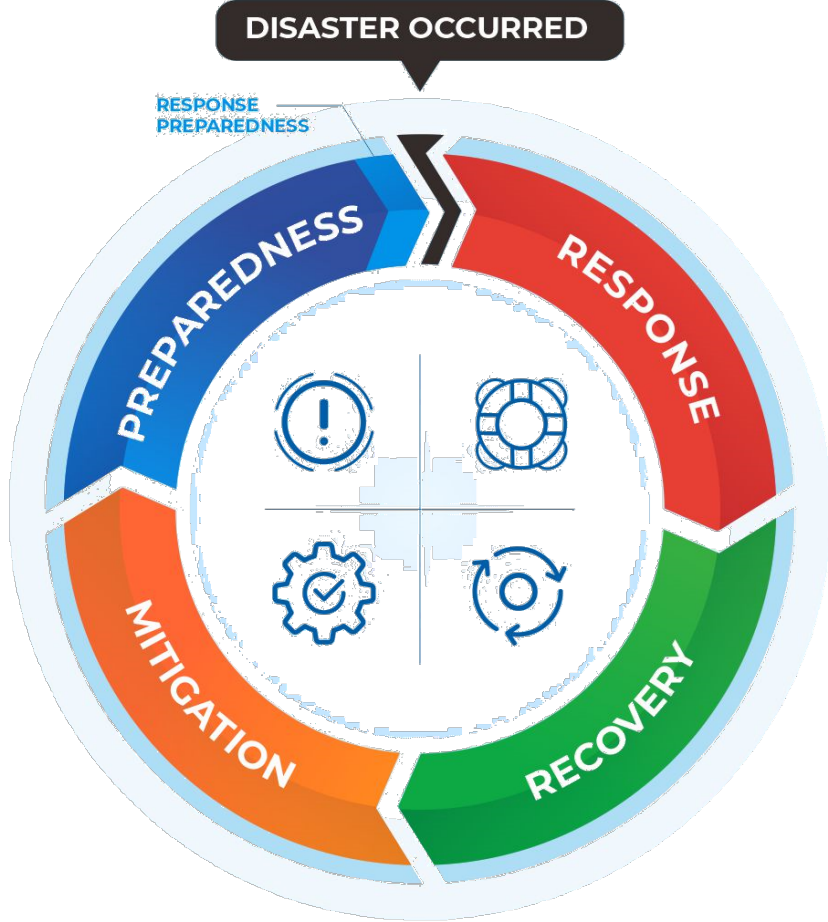 DISASTER OCCURRED
RESPONSE
PREPAREDNESS
PREPAREDNESS
RESPONSE
MITIGATION
RECOVERY